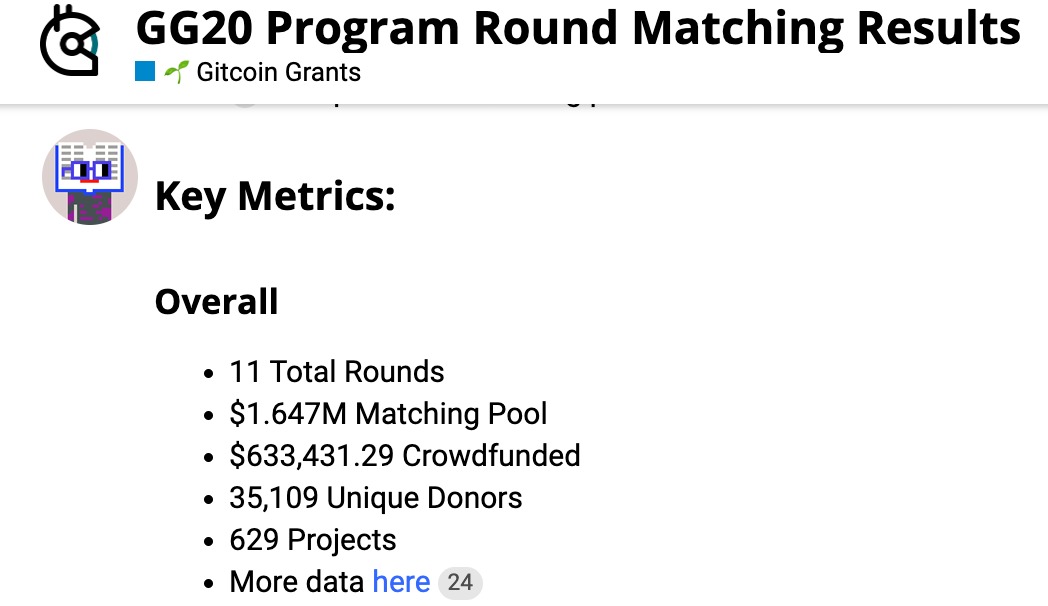 GG20 Program Round Matching Results
Gitcoin Grants
Key Metrics:
Overall
11 Total Rounds
$1.647M Matching Pool
$633,431.29 Crowdfunded
35,109 Unique Donors
629 Projects
More data here 24